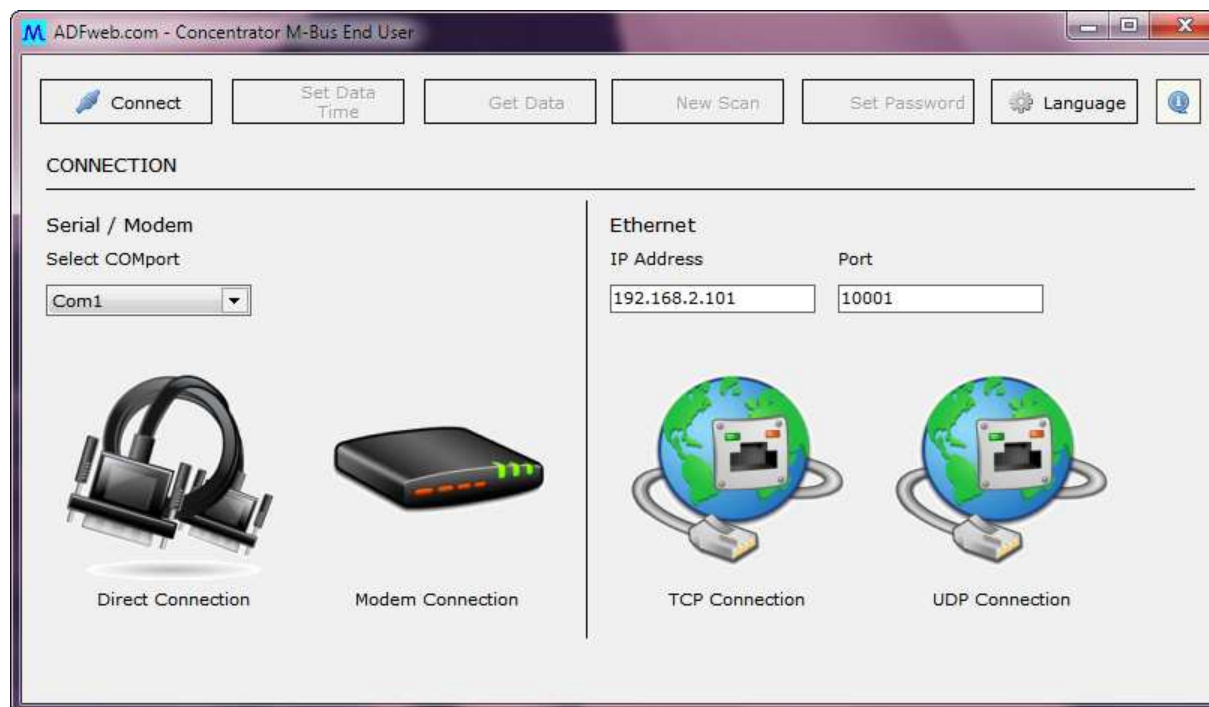 ADFweb.com - Concentrator M-Bus End User
Connect
Set Data
Time
Get Data
New Scan
Set Password
Language
CONNECTION
Serial / Modem
Select COMport
Com1
Ethernet
IP Address
Port
192.168.2.101
10001
Direct Connection
Modem Connection
TCP Connection
UDP Connection